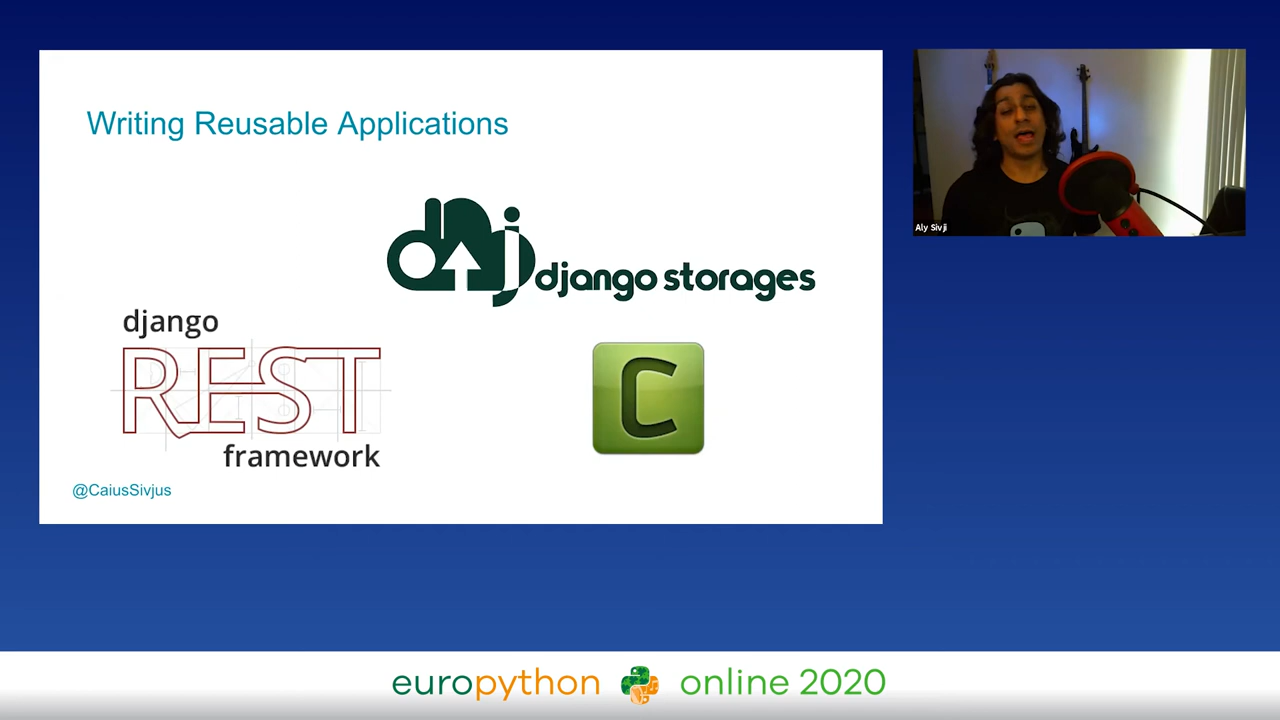 Writing Reusable Applications
django storages
django
REST
framework
C
@CaiusSivjus
Aly Sivji
europython online 2020